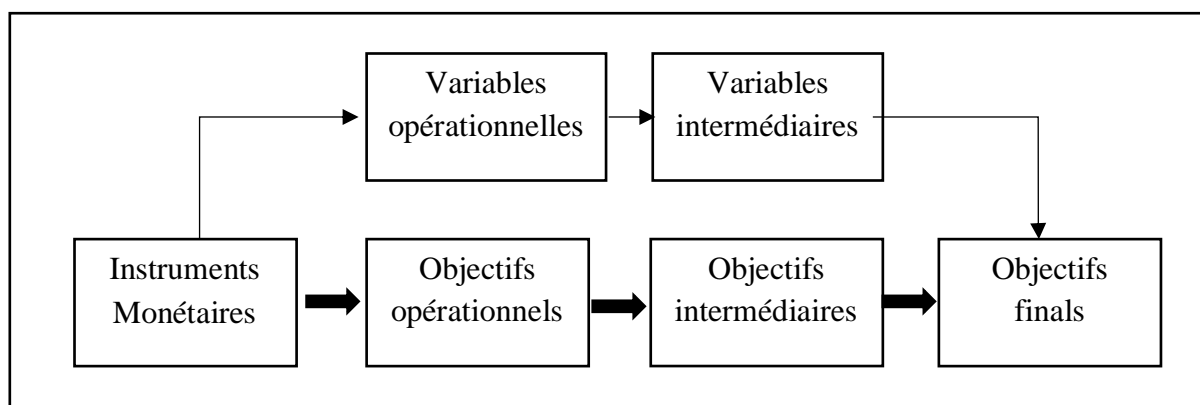 Variables
opérationnelles
Variables
intermédiaires
Instruments
Monétaires
Objectifs
opérationnels
Objectifs
intermédiaires
Objectifs
finals